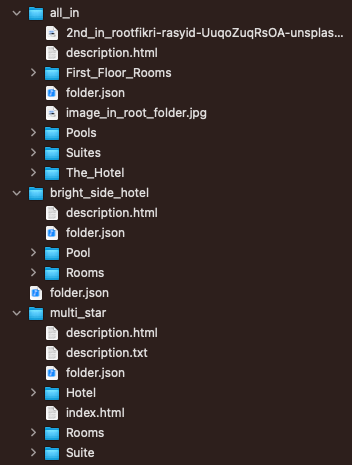 all_in
2nd_in_rootfikri-rasyid-UuqoZuqRsOA-unsplas...
description.html
First_Floor_Rooms
folder.json
image_in_root_folder.jpg
Pools
Suites
The_Hotel
bright_side_hotel
description.html
folder.json
Pool
Rooms
folder.json
multi_star
description.html
description.txt
folder.json
Hotel
index.html
Rooms
Suite